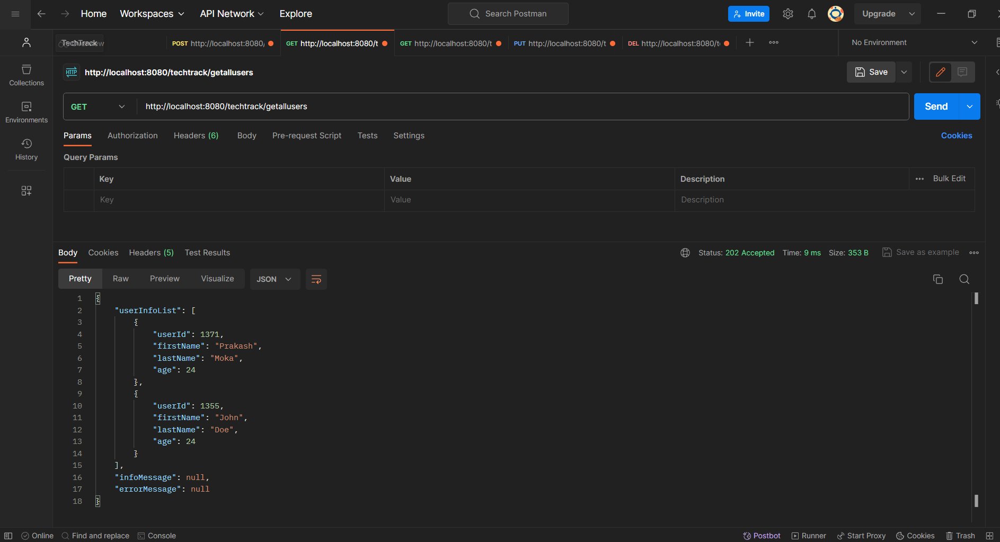 Home Workspaces API Network Explore Search Postman Invite Upgrade
TechTrack POST http://localhost:8080/ GET http://localhost:8080/t GET http://localhost:8080/t PUT http://localhost:8080/t DEL http://localhost:8080/t No Environment
HTTP http://localhost:8080/techtrack/getallusers Save
Collections
GET http://localhost:8080/techtrack/getallusers Send
Environments
Params Authorization Headers (6) Body Pre-request Script Tests Settings Cookies
History
Query Params
Key Value Description Bulk Edit
Key Value Description
Body Cookies Headers (5) Test Results Status: 202 Accepted Time: 9 ms Size: 353 B Save as example
Pretty Raw Preview Visualize JSON
1 {
2 "userInfoList": [
3 {
4 "userId": 1371,
5 "firstName": "Prakash",
6 "lastName": "Moka",
7 "age": 24
8 },
9 {
10 "userId": 1355,
11 "firstName": "John",
12 "lastName": "Doe",
13 "age": 24
14 }
15 ],
16 "infoMessage": null,
17 "errorMessage": null
18 }
Online Find and replace Console Postbot Runner Start Proxy Cookies Trash